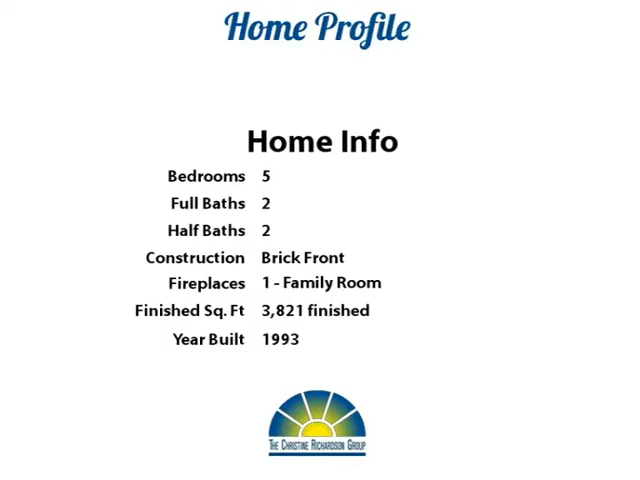 Home Profile
Home Info
Bedrooms 5
Full Baths 2
Half Baths 2
Construction Brick Front
Fireplaces 1 - Family Room
Finished Sq. Ft 3,821 finished
Year Built 1993
The Christine Richardson Group